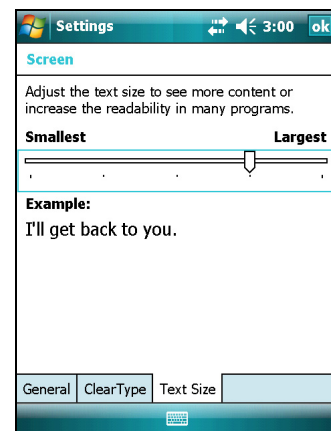 Settings 3:00 ok
Screen
Adjust the text size to see more content or
increase the readability in many programs.
Smallest Largest
Example:
I'll get back to you.
General ClearType Text Size